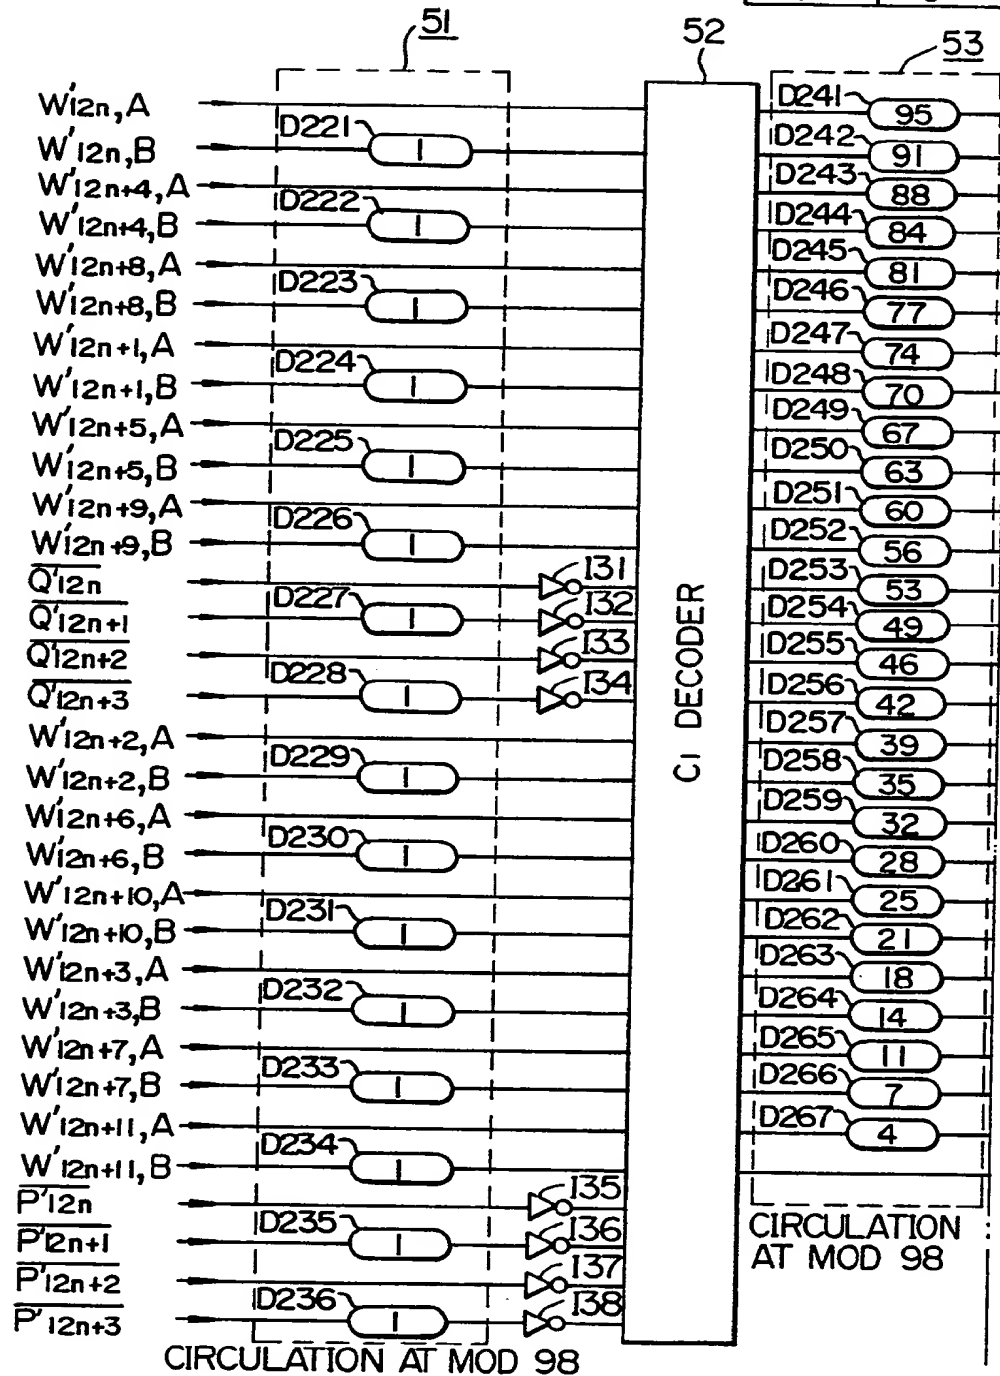 51
52
53
W'12n, A
D241
95
D221
W'12n, B
1
D242
91
W'12n+4, A
D243
88
D222
W'12n+4, B
1
D244
84
W'12n+8, A
D245
81
D223
W'12n+8, B
1
D246
77
W'12n+1, A
D247
74
D224
W'12n+1, B
1
D248
70
W'12n+5, A
D249
67
D225
W'12n+5, B
1
D250
63
W'12n+9, A
D251
60
D226
W'12n+9, B
1
D252
56
Q'12n
I31
D253
53
D227
Q'12n+1
1
I32
D254
49
Q'12n+2
I33
D255
46
D228
Q'12n+3
1
I34
D256
42
W'12n+2, A
D257
39
D229
W'12n+2, B
1
D258
35
W'12n+6, A
D259
32
D230
W'12n+6, B
1
D260
28
W'12n+10, A
D261
25
D231
W'12n+10, B
1
D262
21
W'12n+3, A
D263
18
D232
W'12n+3, B
1
D264
14
W'12n+7, A
D265
11
D233
W'12n+7, B
1
D266
7
W'12n+11, A
D267
4
D234
W'12n+11, B
1
P'12n
I35
D235
P'12n+1
1
I36
P'12n+2
I37
D236
P'12n+3
1
I38
C1 DECODER
CIRCULATION
AT MOD 98
CIRCULATION AT MOD 98